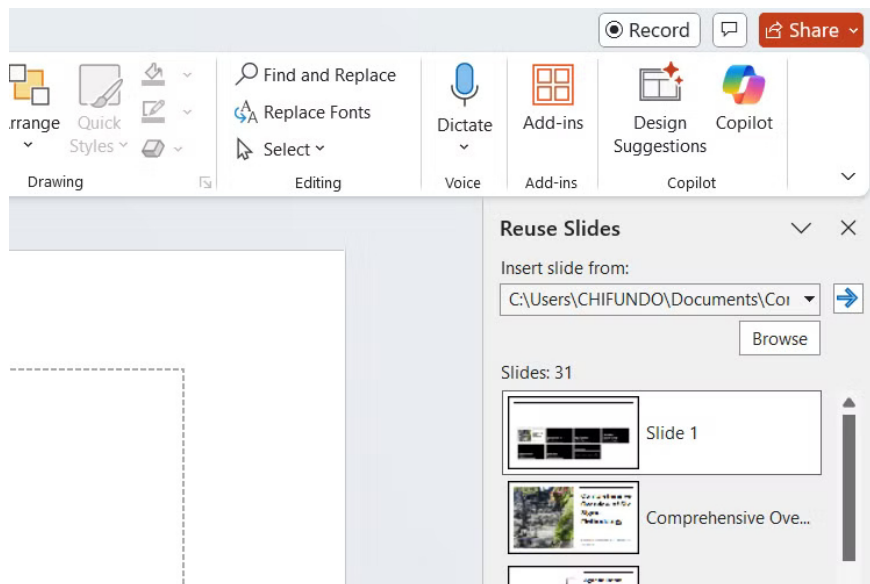 Record
Share
Find and Replace
Replace Fonts
Select
rrange
Quick
Styles
Dictate
Add-ins
Design
Suggestions
Copilot
Drawing
Editing
Voice
Add-ins
Copilot
Reuse Slides
Insert slide from:
C:\Users\CHIFUNDO\Documents\Cor
Browse
Slides: 31
Slide 1
Comprehensive Ove...